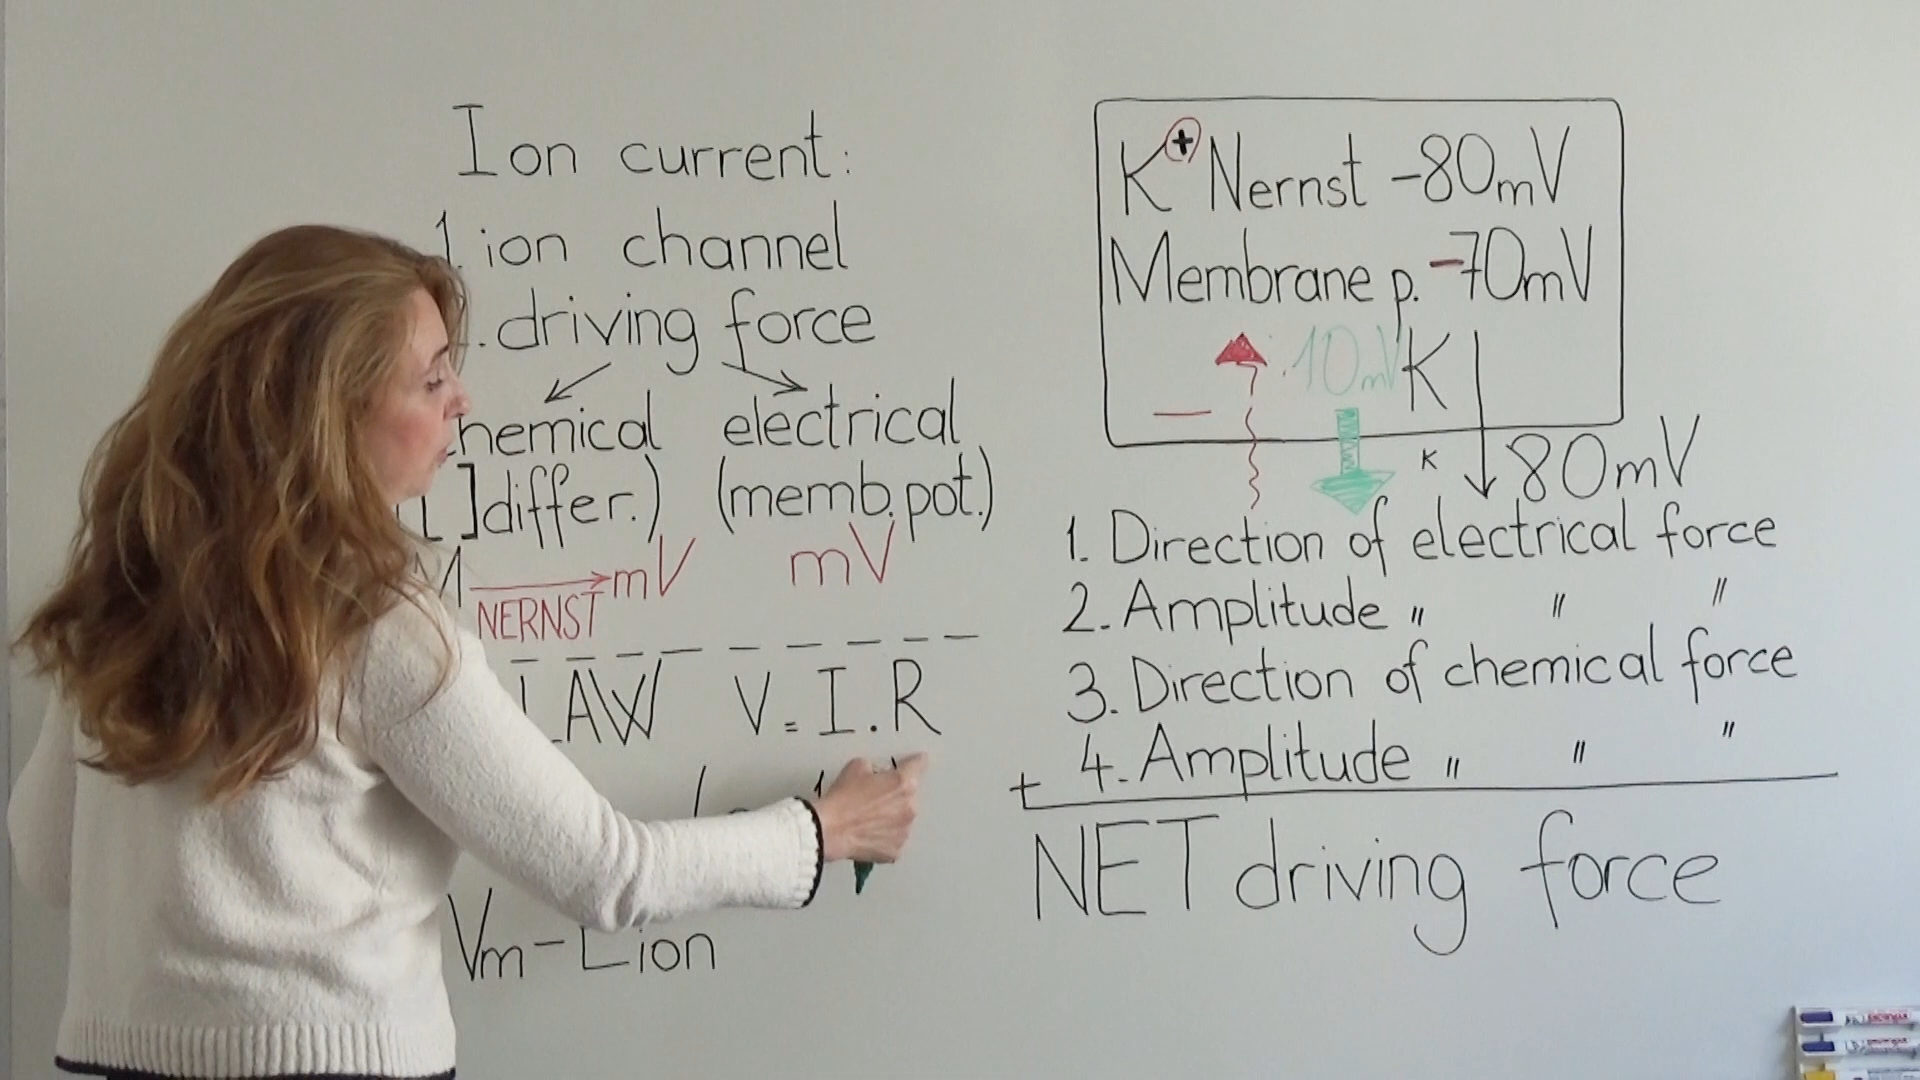 Ion current:
1. ion channel
. driving force
hemical electrical
[ ]differ.) (memb.pot.)
M mV mV
NERNST
LAW V = I . R
Vm - Eion
K+ Nernst -80mV
Membrane p. -70mV
10mV K
K 80mV
1. Direction of electrical force
2. Amplitude " " "
3. Direction of chemical force
+ 4. Amplitude " " "
NET driving force